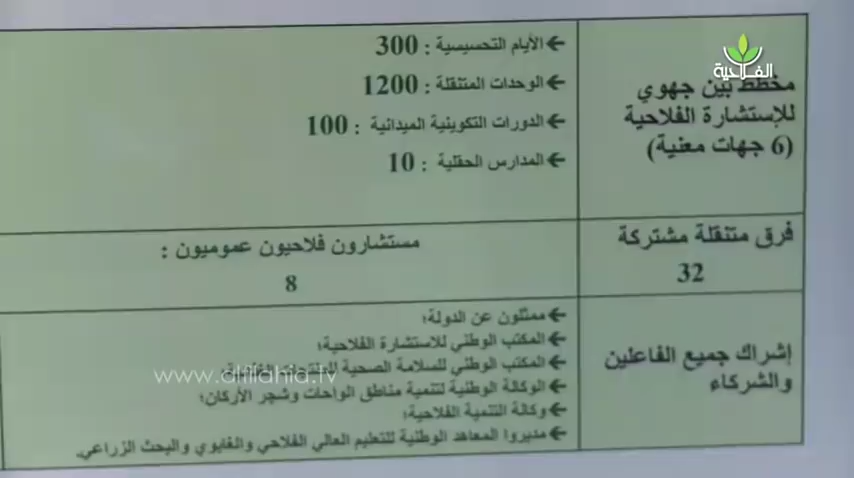 الفلاحية
مخطط بين جهوي
للإستشارة الفلاحية
(6 جهات معنية)
← الأيام التحسيسية : 300
← الوحدات المتنقلة : 1200
← الدورات التكوينية الميدانية : 100
← المدارس الحقلية : 10
فرق متنقلة مشتركة
32
مستشارون فلاحيون عموميون :
8
إشراك جميع الفاعلين
والشركاء
← ممثلون عن الدولة؛
← المكتب الوطني للاستشارة الفلاحية؛
← المكتب الوطني للسلامة الصحية للمنتجات الغذائية؛
← الوكالة الوطنية لتنمية مناطق الواحات وشجر الأركان؛
← وكالة التنمية الفلاحية؛
← مديروا المعاهد الوطنية للتعليم العالي الفلاحي والغابوي والبحث الزراعي.
www.alfilahia.tv